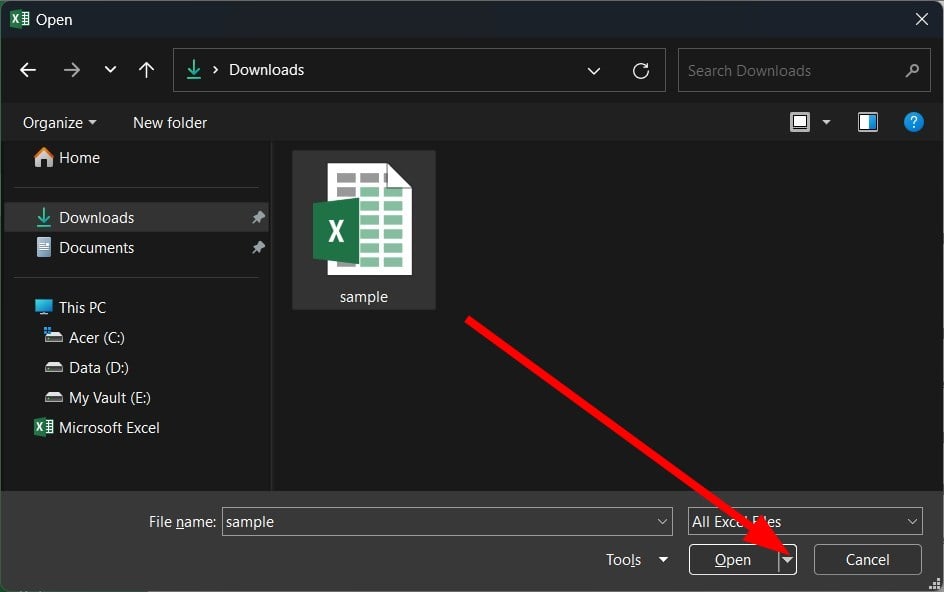 Open
Downloads
Search Downloads
Organize
New folder
?
Home
Downloads
Documents
X
sample
This PC
Acer (C:)
Data (D:)
My Vault (E:)
Microsoft Excel
File name: sample
All Excel Files
Tools
Open
Cancel